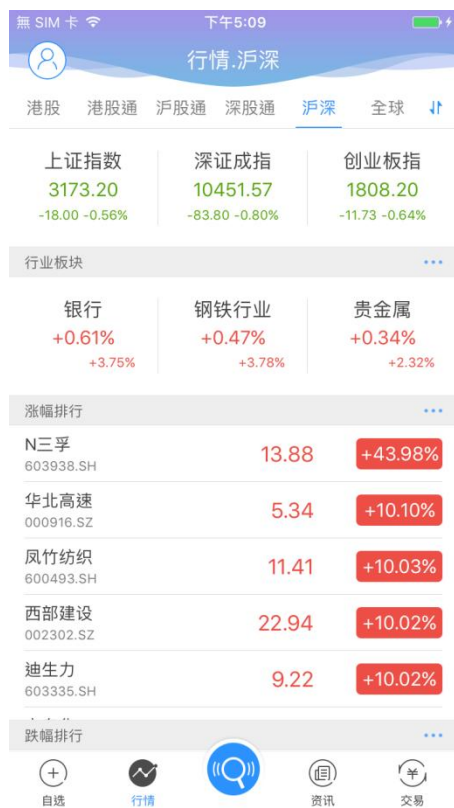 無 SIM 卡 下午5:09
行情.沪深
港股 港股通 沪股通 深股通 沪深 全球
上证指数 深证成指 创业板指
3173.20 10451.57 1808.20
-18.00 -0.56% -83.80 -0.80% -11.73 -0.64%
行业板块
银行 钢铁行业 贵金属
+0.61% +0.47% +0.34%
+3.75% +3.78% +2.32%
涨幅排行
N三孚 13.88 +43.98%
603938.SH
华北高速 5.34 +10.10%
000916.SZ
凤竹纺织 11.41 +10.03%
600493.SH
西部建设 22.94 +10.02%
002302.SZ
迪生力 9.22 +10.02%
603335.SH
跌幅排行
自选 行情 资讯 交易